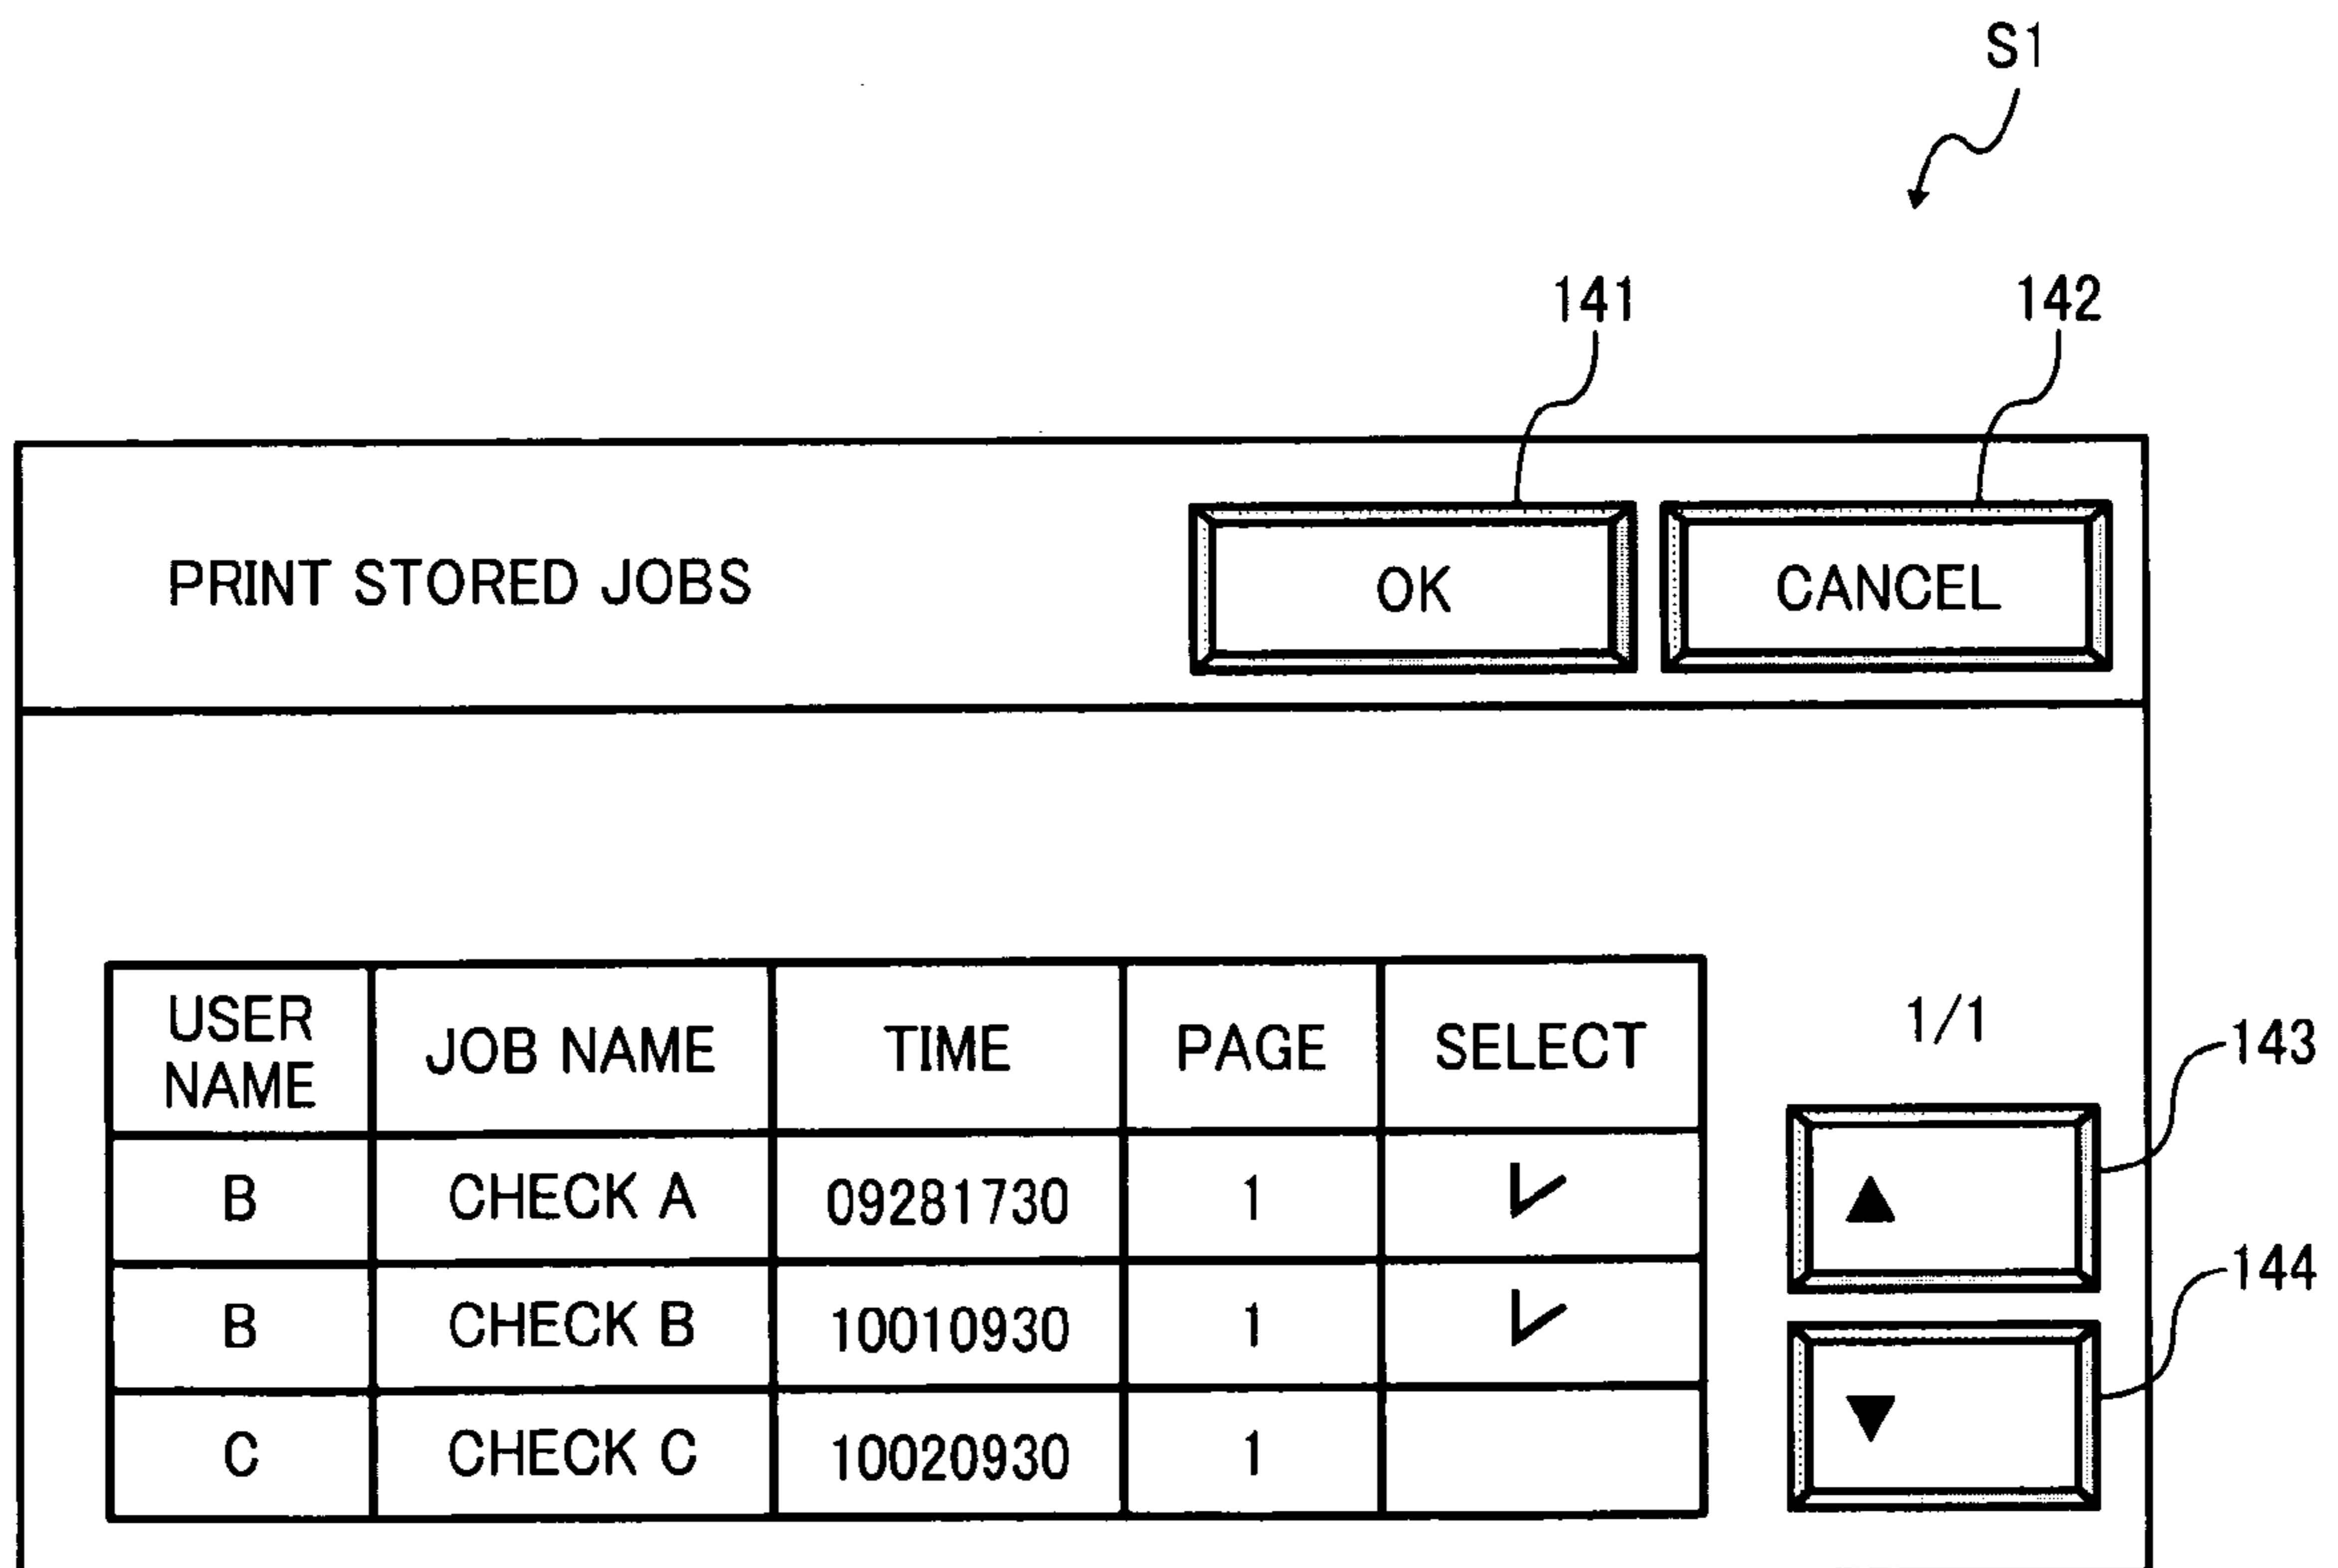 S1
141 142
PRINT STORED JOBS OK CANCEL
USER NAME JOB NAME TIME PAGE SELECT 1/1
143
B CHECK A 09281730 1 ✓ ▲
144
B CHECK B 10010930 1 ✓
C CHECK C 10020930 1 ▼